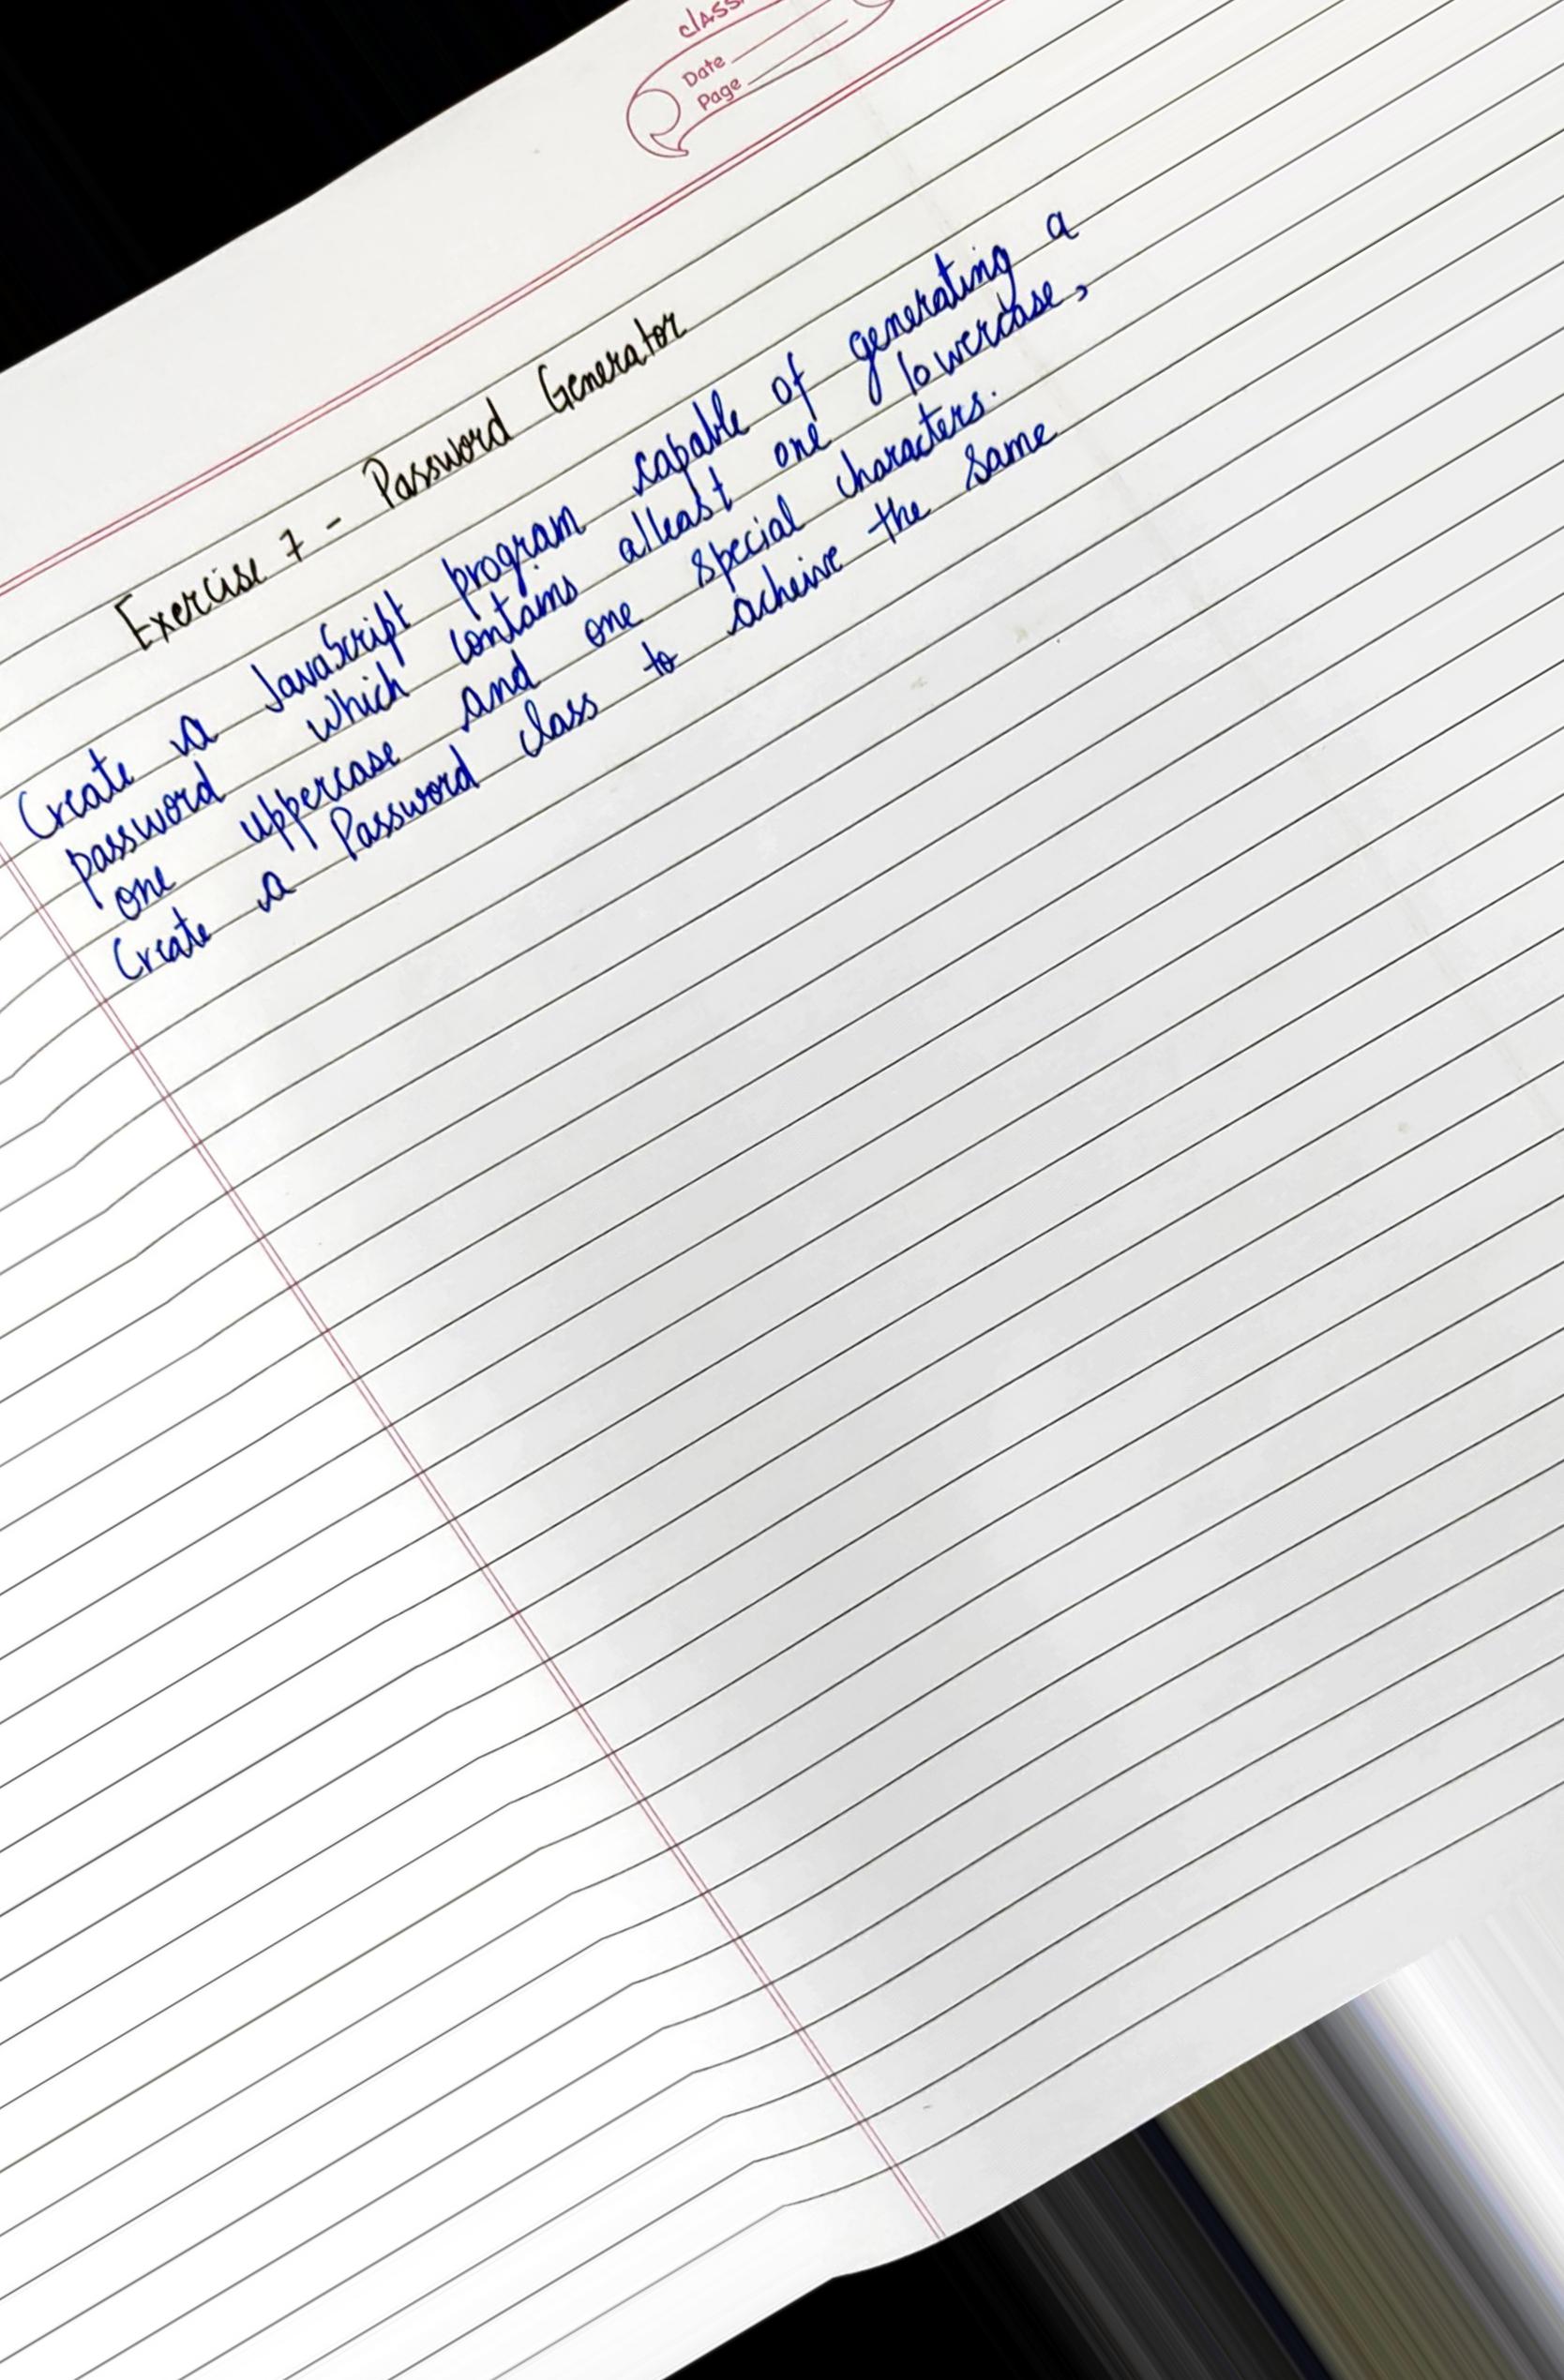 class
Date
Page
Exercise 7 - Password Generator
Create a JavaScript program capable of generating a
password which contains atleast one lowercase,
one uppercase and one special characters.
Create a Password class to acheive the same